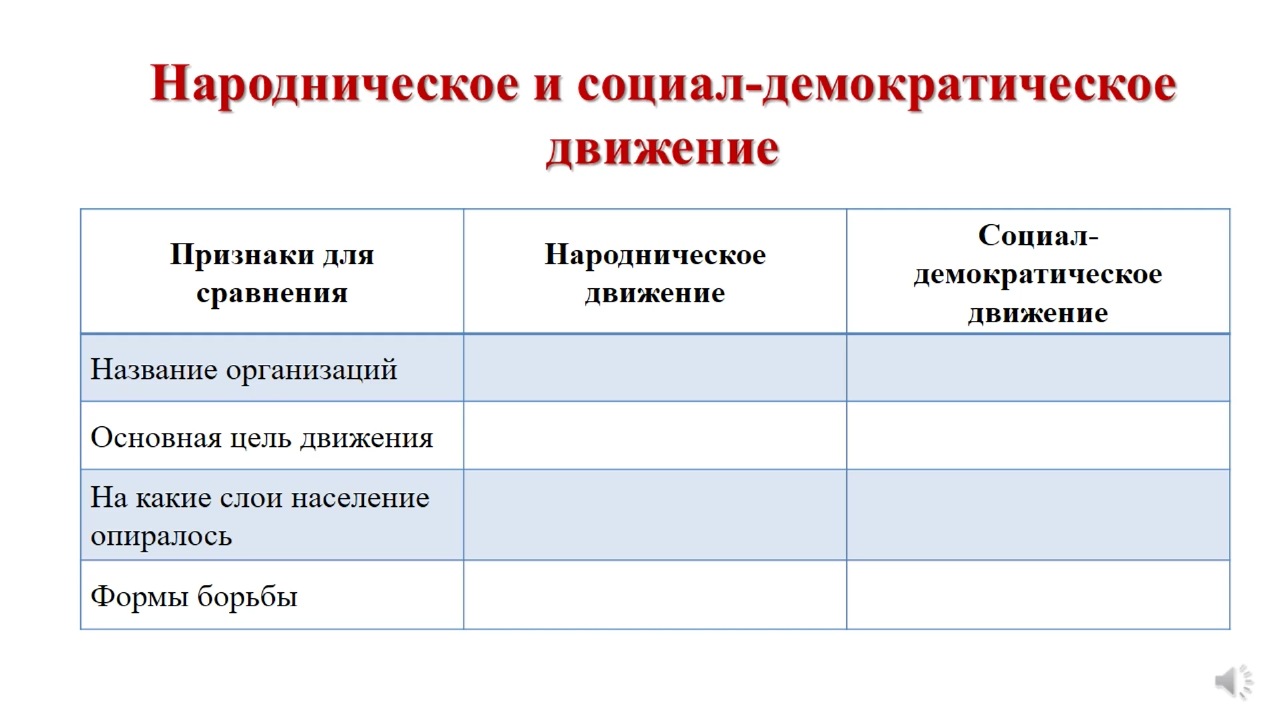 Народническое и социал-демократическое
движение
Признаки для
сравнения
Народническое
движение
Социал-
демократическое
движение
Название организаций
Основная цель движения
На какие слои население
опиралось
Формы борьбы